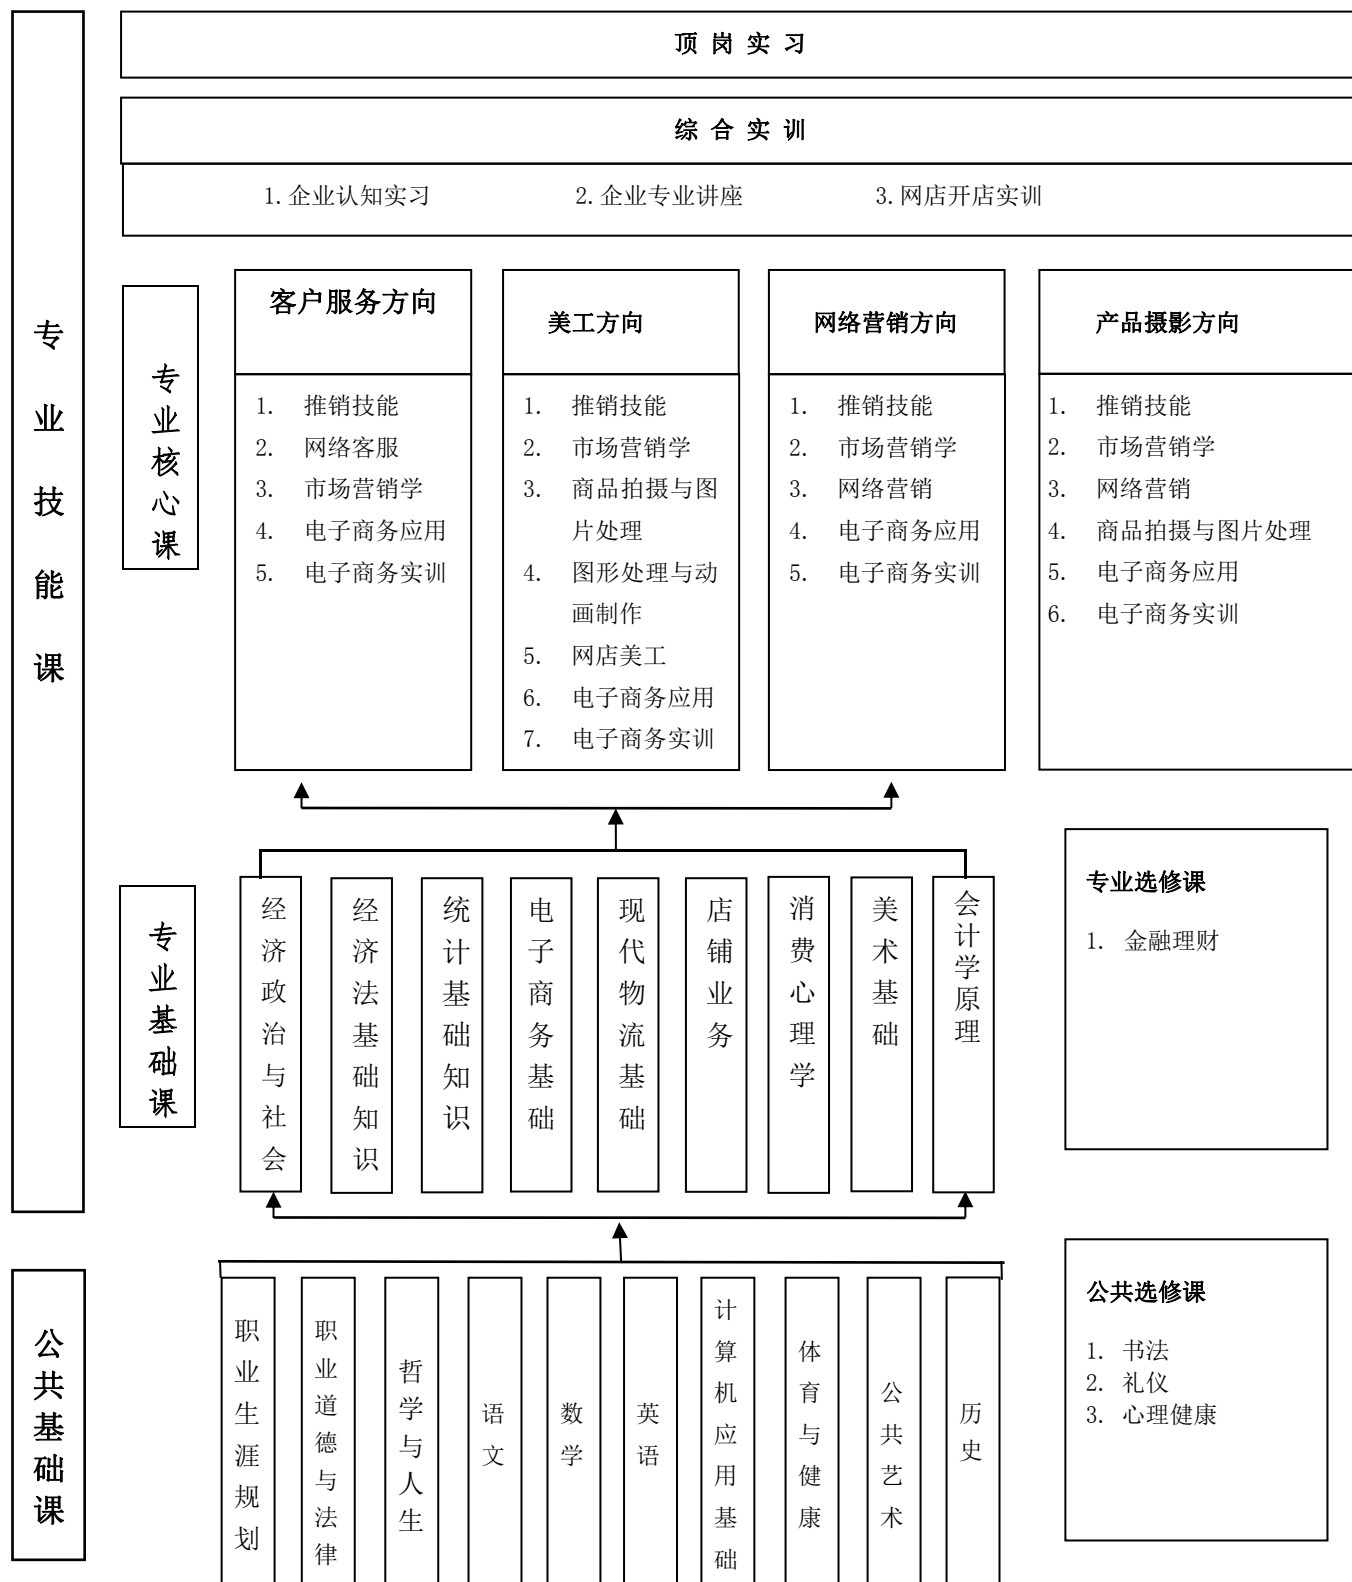 顶岗实习
综合实训
1.企业认知实习 2.企业专业讲座 3.网店开店实训
专业技能课
专业核心课
客户服务方向
1. 推销技能
2. 网络客服
3. 市场营销学
4. 电子商务应用
5. 电子商务实训
美工方向
1. 推销技能
2. 市场营销学
3. 商品拍摄与图
片处理
4. 图形处理与动
画制作
5. 网店美工
6. 电子商务应用
7. 电子商务实训
网络营销方向
1. 推销技能
2. 市场营销学
3. 网络营销
4. 电子商务应用
5. 电子商务实训
产品摄影方向
1. 推销技能
2. 市场营销学
3. 网络营销
4. 商品拍摄与图片处理
5. 电子商务应用
6. 电子商务实训
专业基础课
经济政治与社会
经济法基础知识
统计基础知识
电子商务基础
现代物流基础
店铺业务
消费心理学
美术基础
会计学原理
专业选修课
1. 金融理财
公共基础课
职业生涯规划
职业道德与法律
哲学与人生
语文
数学
英语
计算机应用基础
体育与健康
公共艺术
历史
公共选修课
1. 书法
2. 礼仪
3. 心理健康